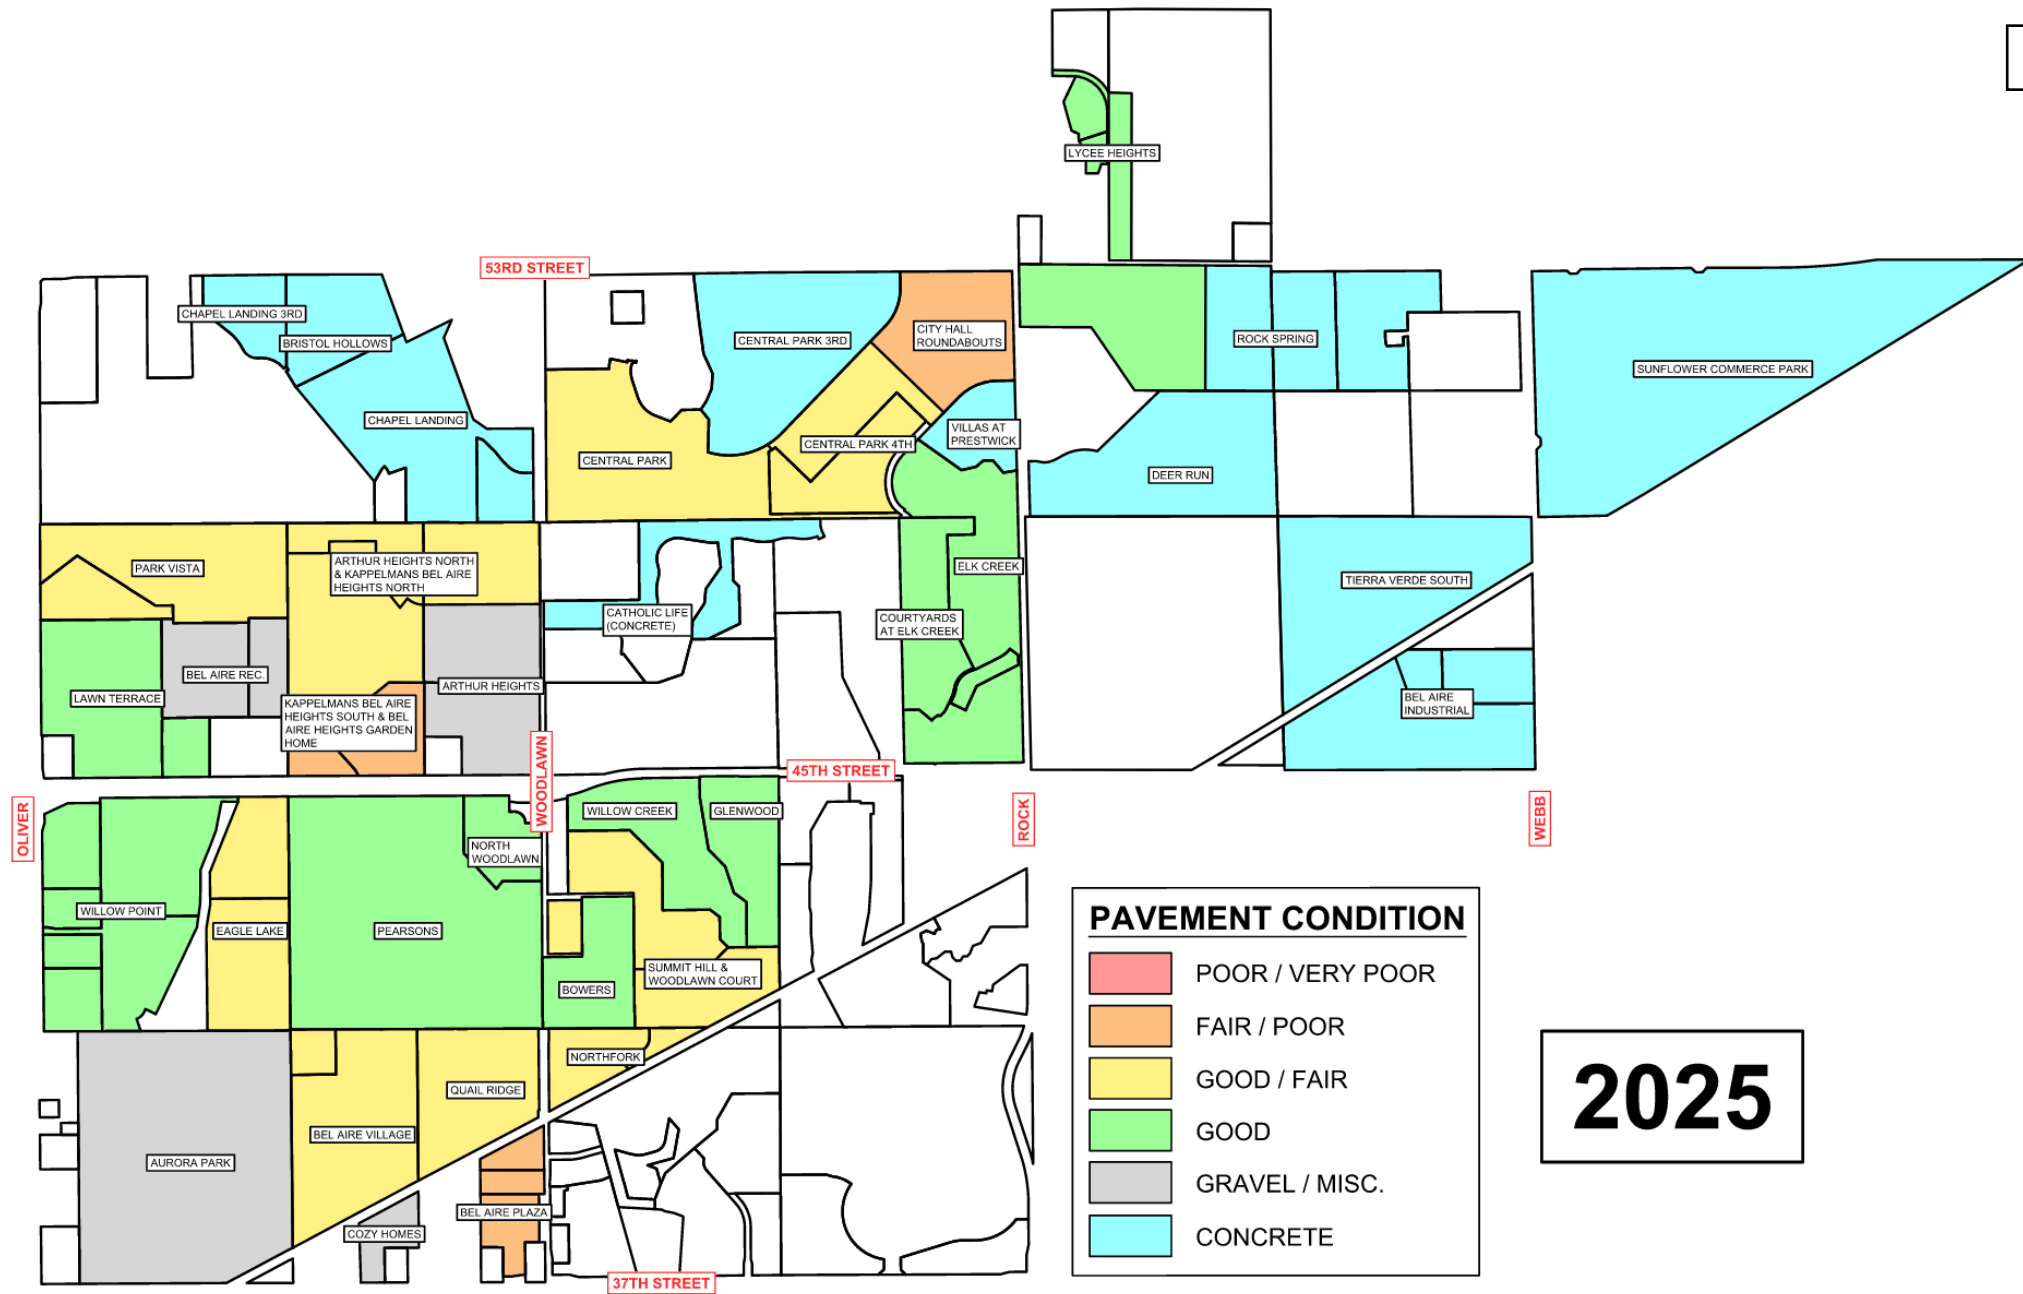 LYCEE HEIGHTS
53RD STREET
CHAPEL LANDING 3RD
BRISTOL HOLLOWS
CENTRAL PARK 3RD
CITY HALL
ROUNDABOUTS
ROCK SPRING
SUNFLOWER COMMERCE PARK
CHAPEL LANDING
CENTRAL PARK
CENTRAL PARK 4TH
VILLAS AT
PRESTWICK
DEER RUN
PARK VISTA
ARTHUR HEIGHTS NORTH
& KAPPELMANS BEL AIRE
HEIGHTS NORTH
ELK CREEK
TIERRA VERDE SOUTH
CATHOLIC LIFE
(CONCRETE)
COURTYARDS
AT ELK CREEK
BEL AIRE REC.
LAWN TERRACE
ARTHUR HEIGHTS
KAPPELMANS BEL AIRE
HEIGHTS SOUTH & BEL
AIRE HEIGHTS GARDEN
HOME
BEL AIRE
INDUSTRIAL
WOODLAWN
45TH STREET
OLIVER
ROCK
WEBB
WILLOW CREEK
GLENWOOD
NORTH
WOODLAWN
WILLOW POINT
EAGLE LAKE
PEARSONS
SUMMIT HILL &
WOODLAWN COURT
BOWERS
NORTHFORK
QUAIL RIDGE
BEL AIRE VILLAGE
AURORA PARK
COZY HOMES
BEL AIRE PLAZA
37TH STREET
PAVEMENT CONDITION
POOR / VERY POOR
FAIR / POOR
GOOD / FAIR
GOOD
GRAVEL / MISC.
CONCRETE
2025